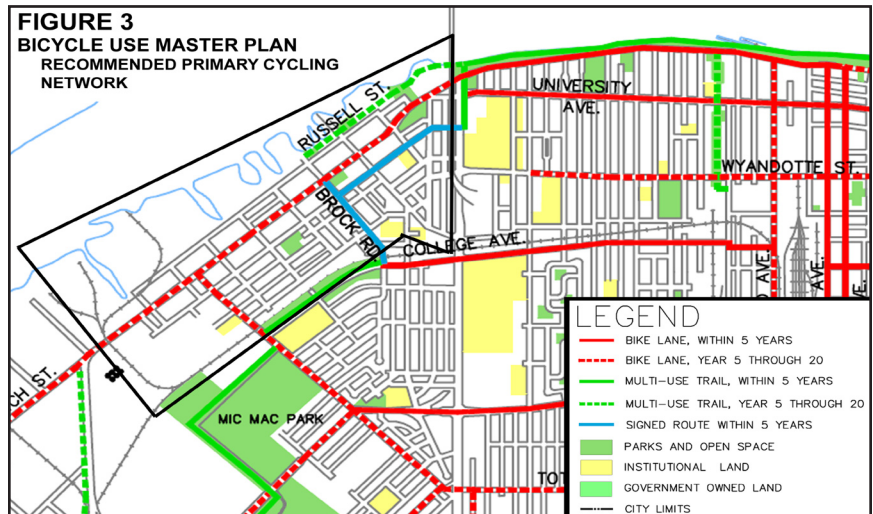 FIGURE 3
BICYCLE USE MASTER PLAN
RECOMMENDED PRIMARY CYCLING
NETWORK
RUSSELL ST.
UNIVERSITY
AVE.
WYANDOTTE ST.
BROCK RD.
COLLEGE AVE.
D AVE.
AVE.
VE.
CH ST.
MIC MAC PARK
TOT
LEGEND
BIKE LANE, WITHIN 5 YEARS
BIKE LANE, YEAR 5 THROUGH 20
MULTI-USE TRAIL, WITHIN 5 YEARS
MULTI-USE TRAIL, YEAR 5 THROUGH 20
SIGNED ROUTE WITHIN 5 YEARS
PARKS AND OPEN SPACE
INSTITUTIONAL LAND
GOVERNMENT OWNED LAND
CITY LIMITS